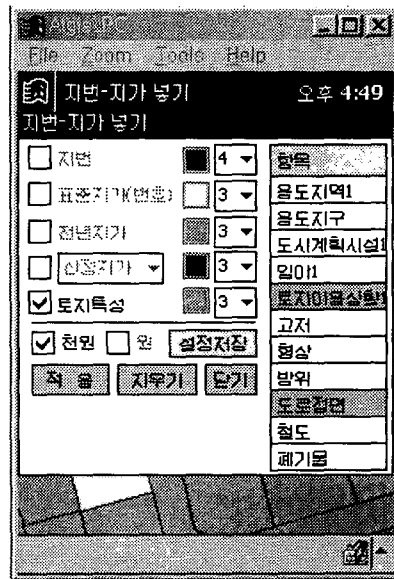 File Zoom Tools Help
지번-지가 넣기 오후 4:49
지번-지가 넣기
지번 4
표준지가(번호) 3
전년지가 3
산정지가 3
토지특성 3
천원 원 설정저장
적 용 지우기 닫기
항목
용도지역1
용도지구
도시계획시설1
임야1
토지이용상황1
고저
형상
방위
도로접면
철도
폐기물